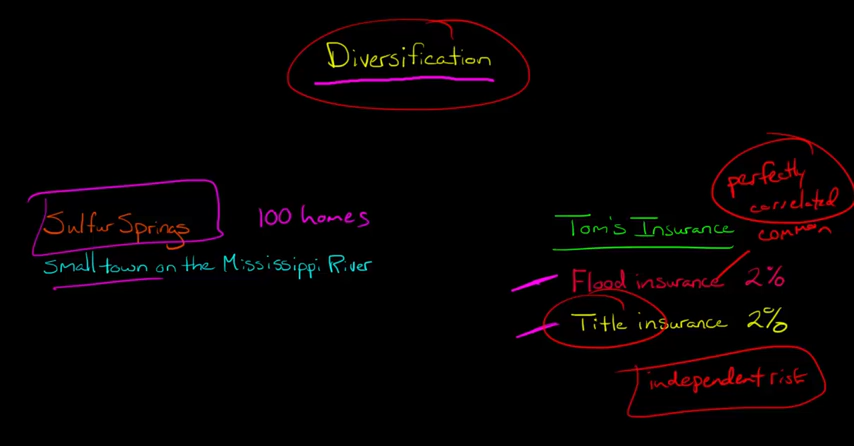 Diversification
Sulfur Springs
100 homes
Small town on the Mississippi River
perfectly
correlated
common
Tom's Insurance
Flood insurance 2%
Title insurance 2%
independent risk